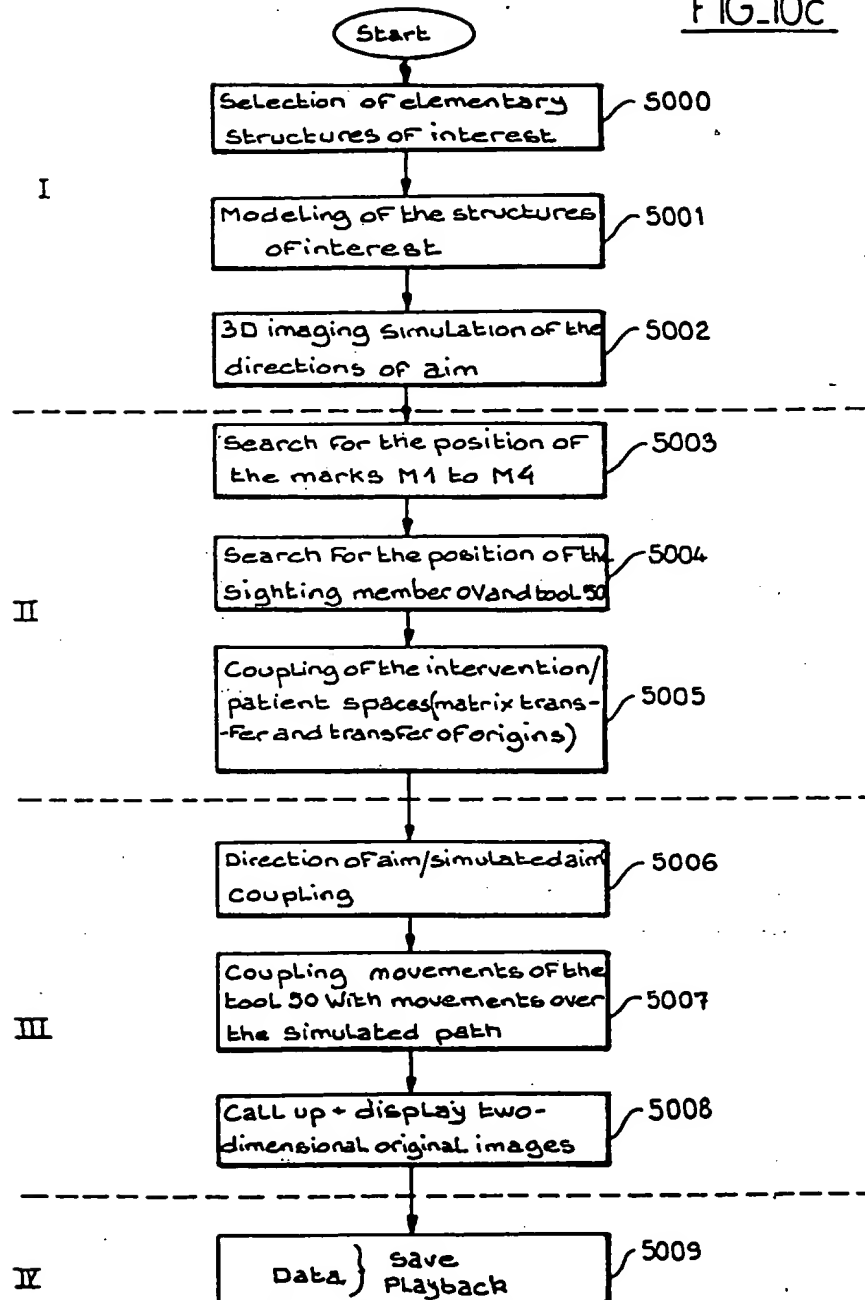 FIG_10c
Start
Selection of elementary
structures of interest
5000
I
Modeling of the structures
of interest
5001
3D imaging simulation of the
directions of aim
5002
Search for the position of
the marks M1 to M4
5003
Search for the position of the
sighting member OV and tool 50
5004
II
Coupling of the intervention/
patient spaces (matrix trans-
-fer and transfer of origins)
5005
Direction of aim/simulated aim
coupling
5006
Coupling movements of the
tool 50 with movements over
the simulated path
5007
III
Call up + display two-
dimensional original images
5008
IV
Data } Save
Playback
5009